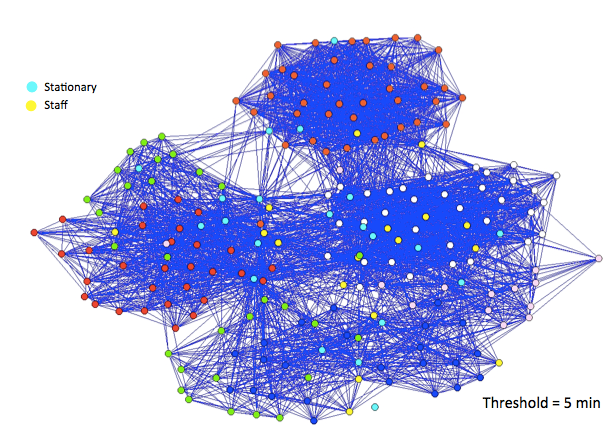 Stationary
Staff
Threshold = 5 min